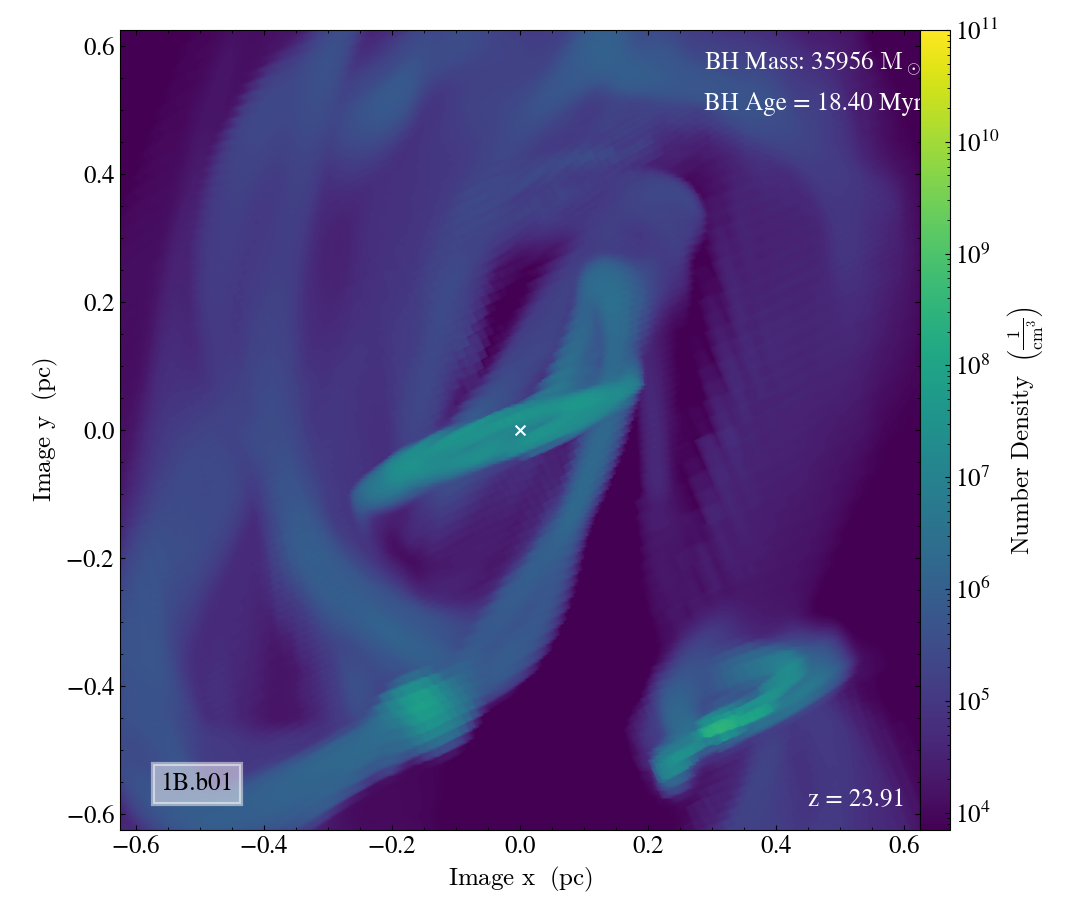 BH Mass: 35956 M☉
BH Age = 18.40 Myr
1B.b01
z = 23.91
0.6
0.4
0.2
0.0
−0.2
−0.4
−0.6
Image y (pc)
−0.6 −0.4 −0.2 0.0 0.2 0.4 0.6
Image x (pc)
10¹¹
10¹⁰
10⁹
10⁸
10⁷
10⁶
10⁵
10⁴
Number Density (1/cm³)